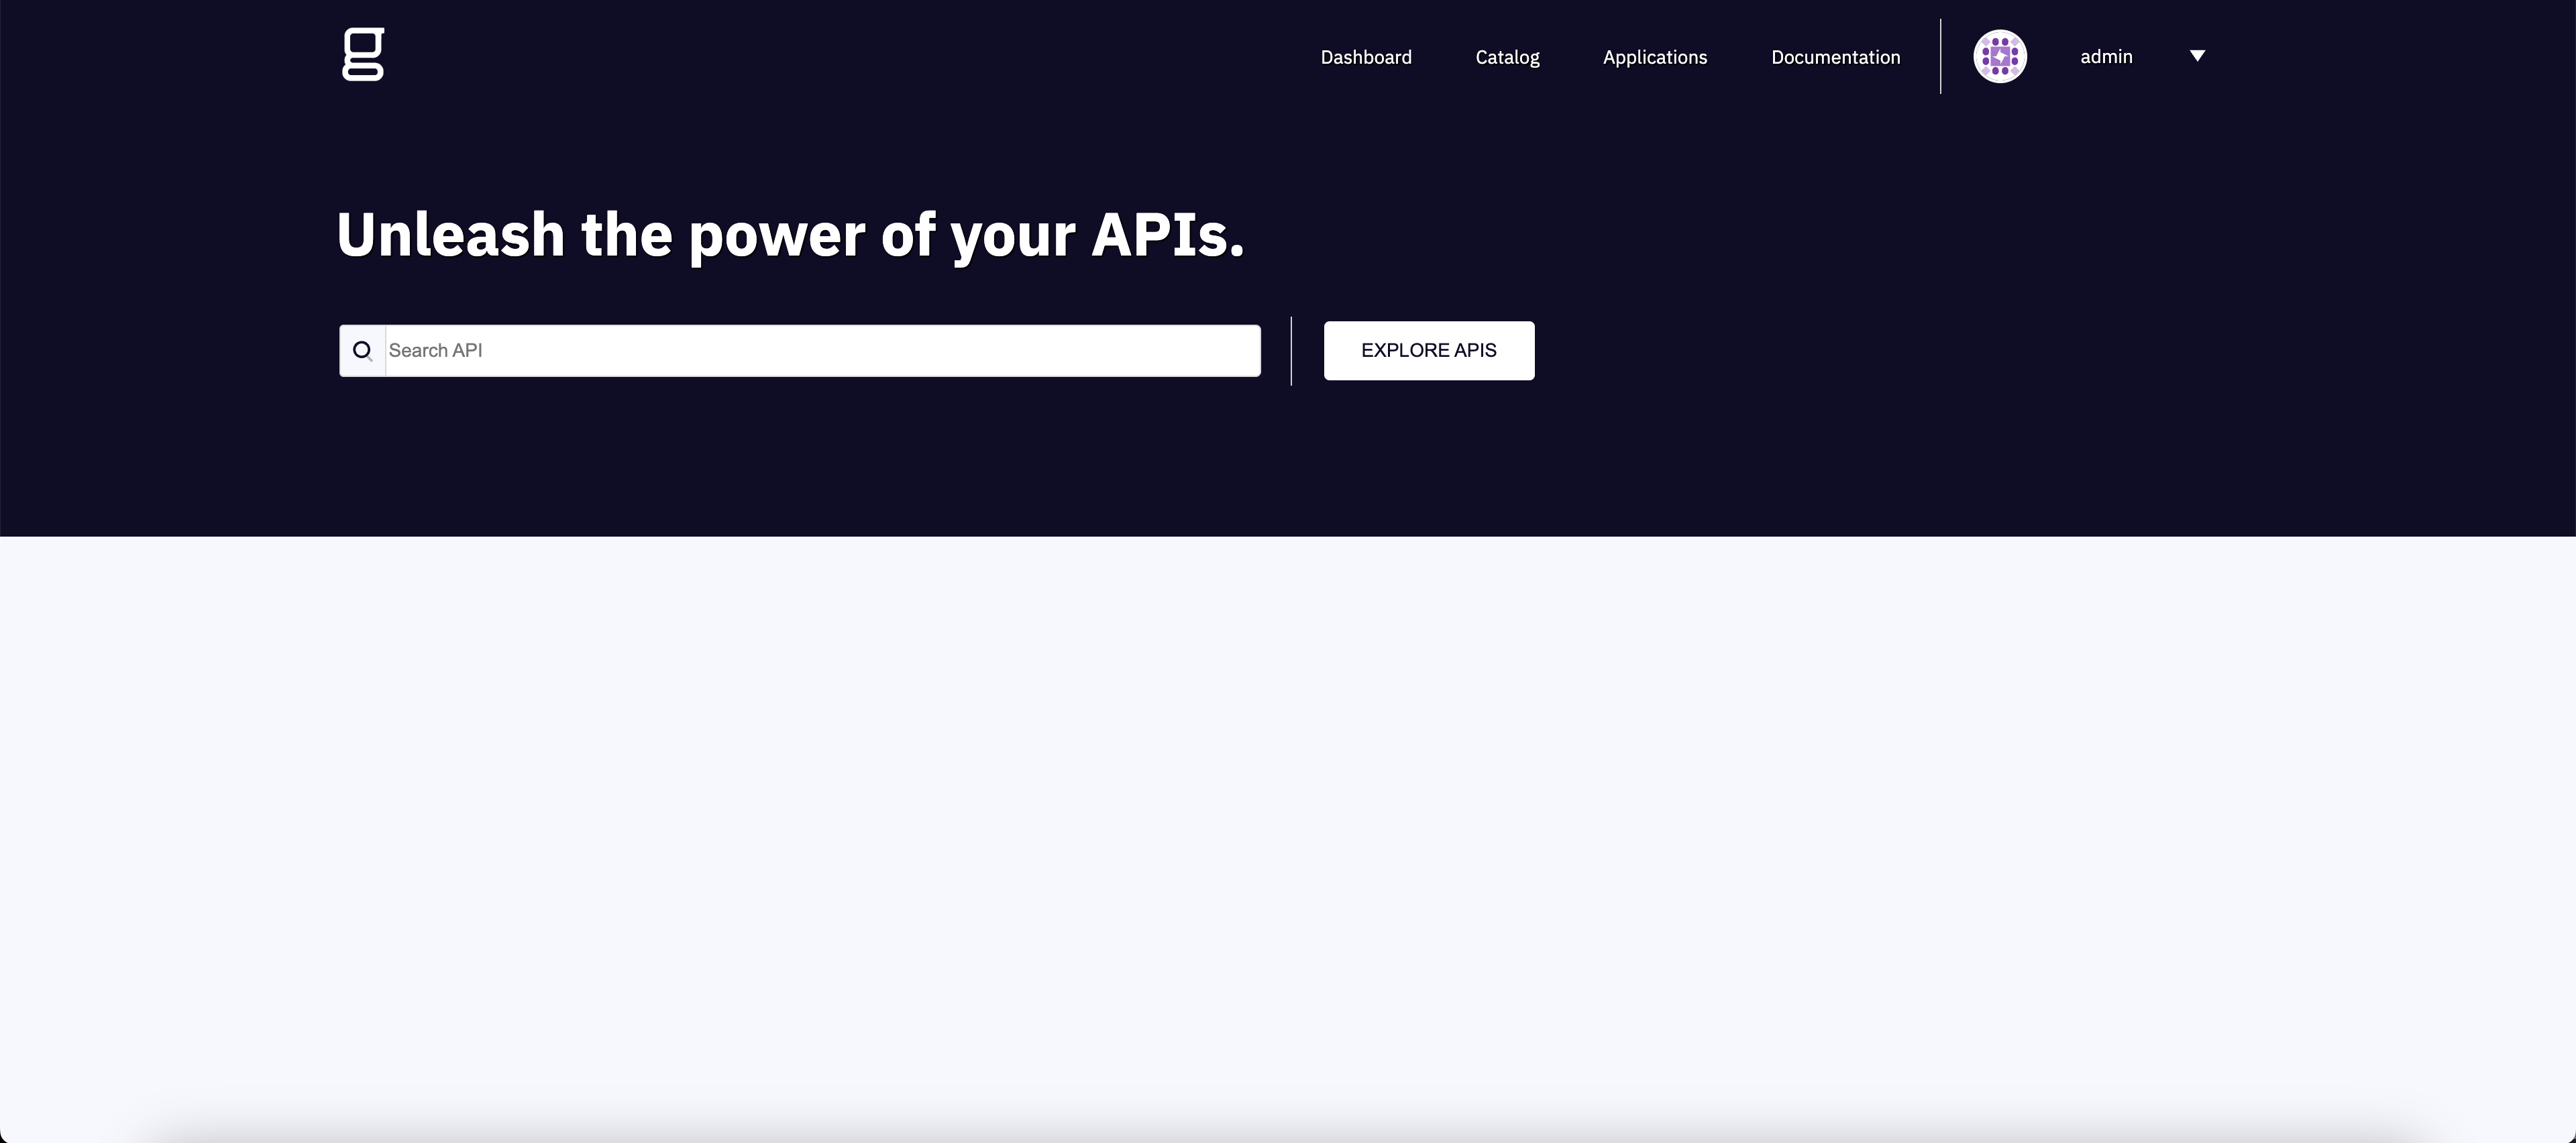 g
Dashboard Catalog Applications Documentation admin
Unleash the power of your APIs.
Search API EXPLORE APIS